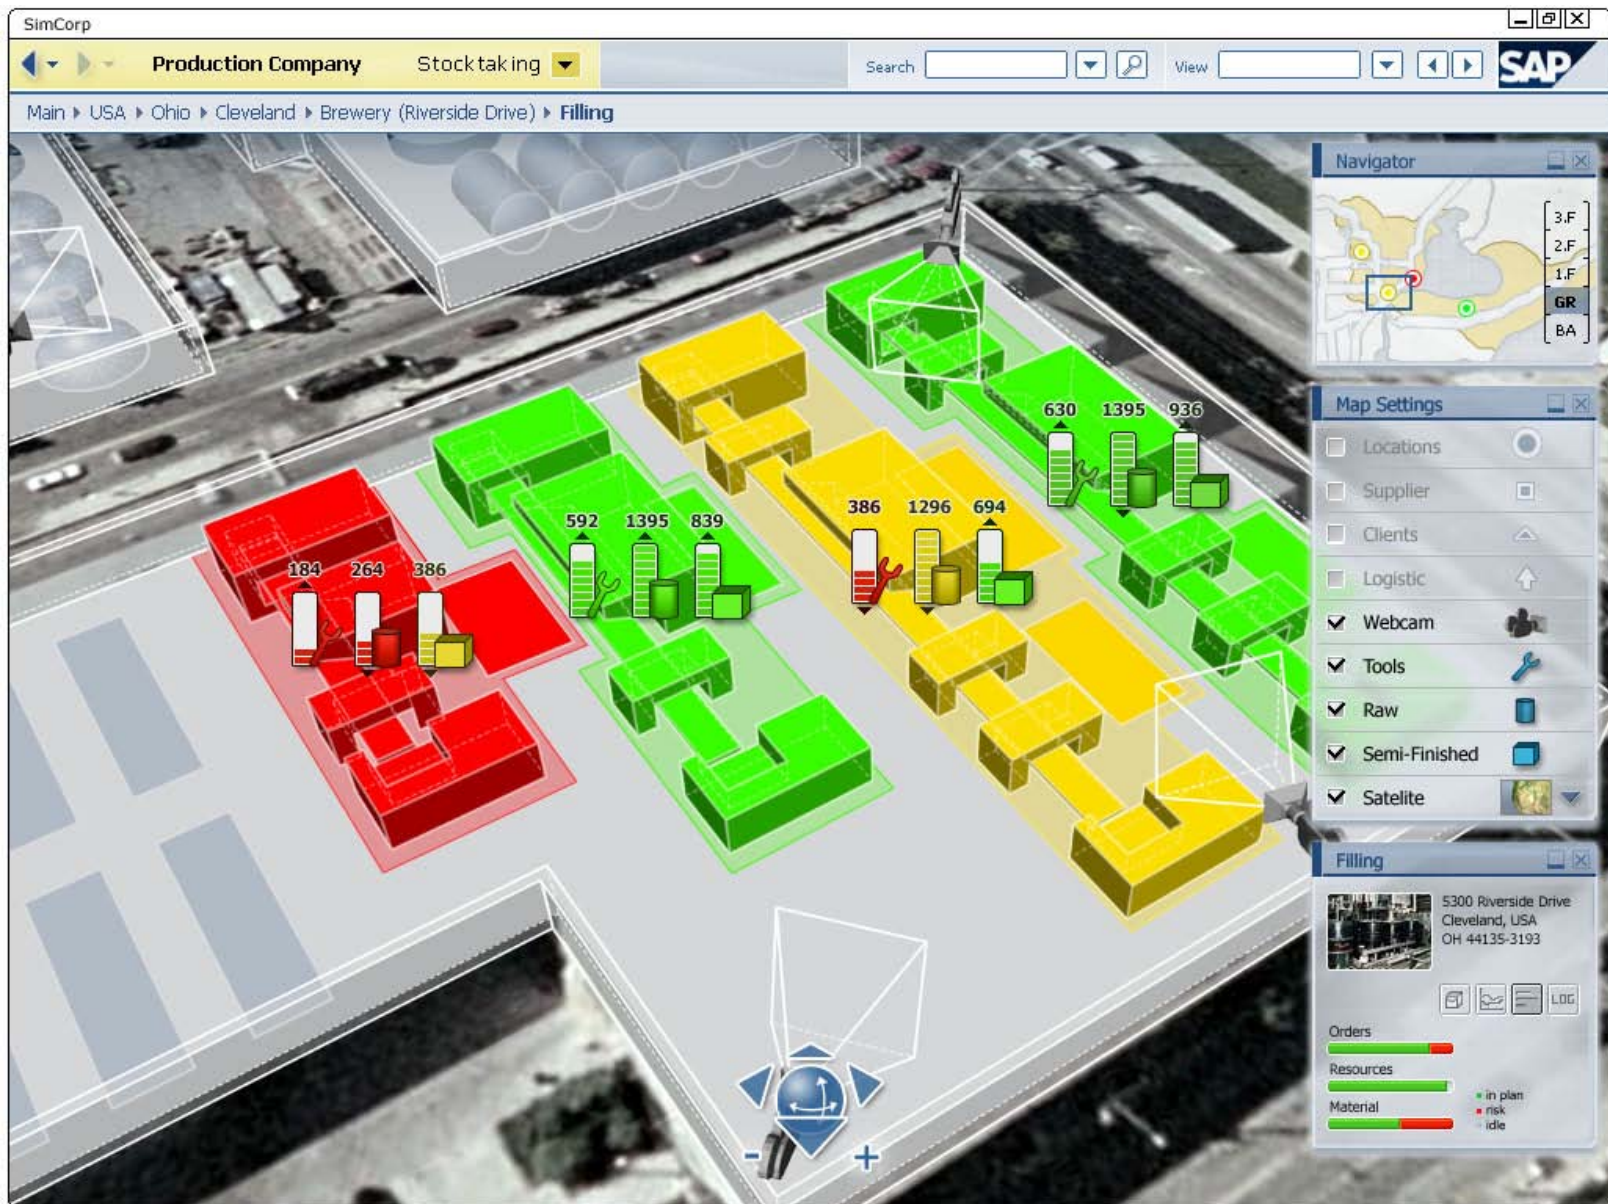 SimCorp
Production Company Stocktaking
Search
View
SAP
Main USA Ohio Cleveland Brewery (Riverside Drive) Filling
Navigator
3.F
2.F
1.F
GR
BA
Map Settings
Locations
Supplier
Clients
Logistic
Webcam
Tools
Raw
Semi-Finished
Satelite
630 1395 936
386 1296 694
592 1395 839
184 264 386
Filling
5300 Riverside Drive
Cleveland, USA
OH 44135-3193
LOG
Orders
Resources
Material
in plan
risk
idle
- +